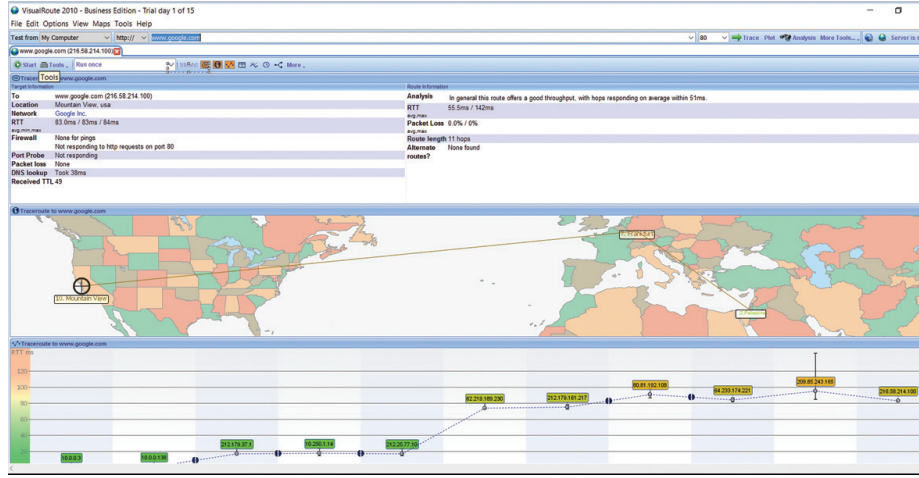 VisualRoute 2010 - Business Edition - Trial day 1 of 15
File Edit Options View Maps Tools Help
Test from My Computer http:// www.google.com 80 Trace Plot Analysis More Tools... Server is
www.google.com (216.58.214.100)
Start Tools Run once More
Tools
www.google.com
Target Information
Route Information
To www.google.com (216.58.214.100)
Location Mountain View, usa
Network Google Inc.
RTT 83.0ms / 83ms / 84ms
avg,min,max
Firewall None for pings
Not responding to http requests on port 80
Port Probe Not responding
Packet loss None
DNS lookup Took 38ms
Received TTL 49
Analysis In general this route offers a good throughput, with hops responding on average within 51ms.
RTT 55.5ms / 142ms
avg,max
Packet Loss 0.0% / 0%
avg,max
Route length 11 hops
Alternate None found
routes?
Traceroute to www.google.com
10. Mountain View
Traceroute to www.google.com
RTT ms
120
100
80
60
40
20
10.0.0.3
10.0.0.138
212.179.37.1
10.250.1.14
212.25.77.10
62.219.189.230
212.179.161.217
80.81.192.108
64.233.174.221
209.85.243.165
216.58.214.100